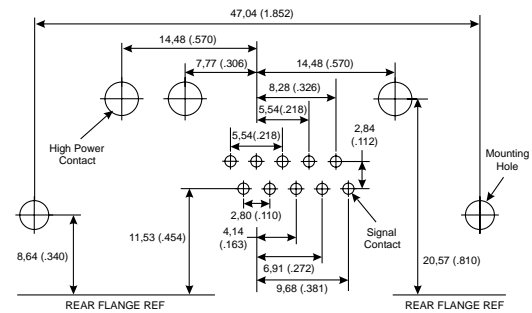 47,04 (1.852)
14,48 (.570)
7,77 (.306)
14,48 (.570)
8,28 (.326)
5,54(.218)
5,54(.218)
2,84
(.112)
High Power
Contact
Mounting
Hole
2,80 (.110)
Signal
Contact
4,14
(.163)
11,53 (.454)
8,64 (.340)
6,91 (.272)
20,57 (.810)
9,68 (.381)
REAR FLANGE REF
REAR FLANGE REF